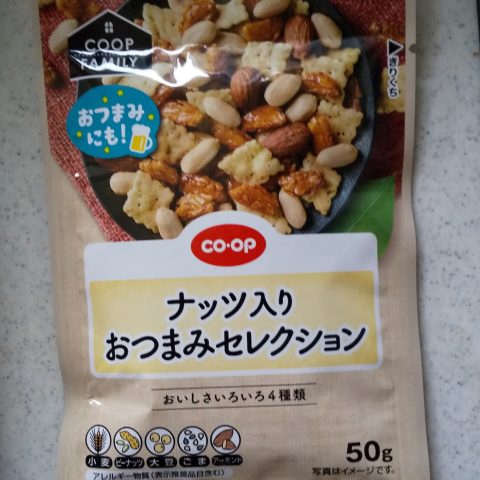 COOP
FAMILY
おつまみ
にも!
きりくち
co·op
ナッツ入り
おつまみセレクション
おいしさいろいろ4種類
小麦 ピーナッツ 大豆 ごま アーモンド
アレルギー物質(表示推奨品目含む)
50g
写真はイメージです。